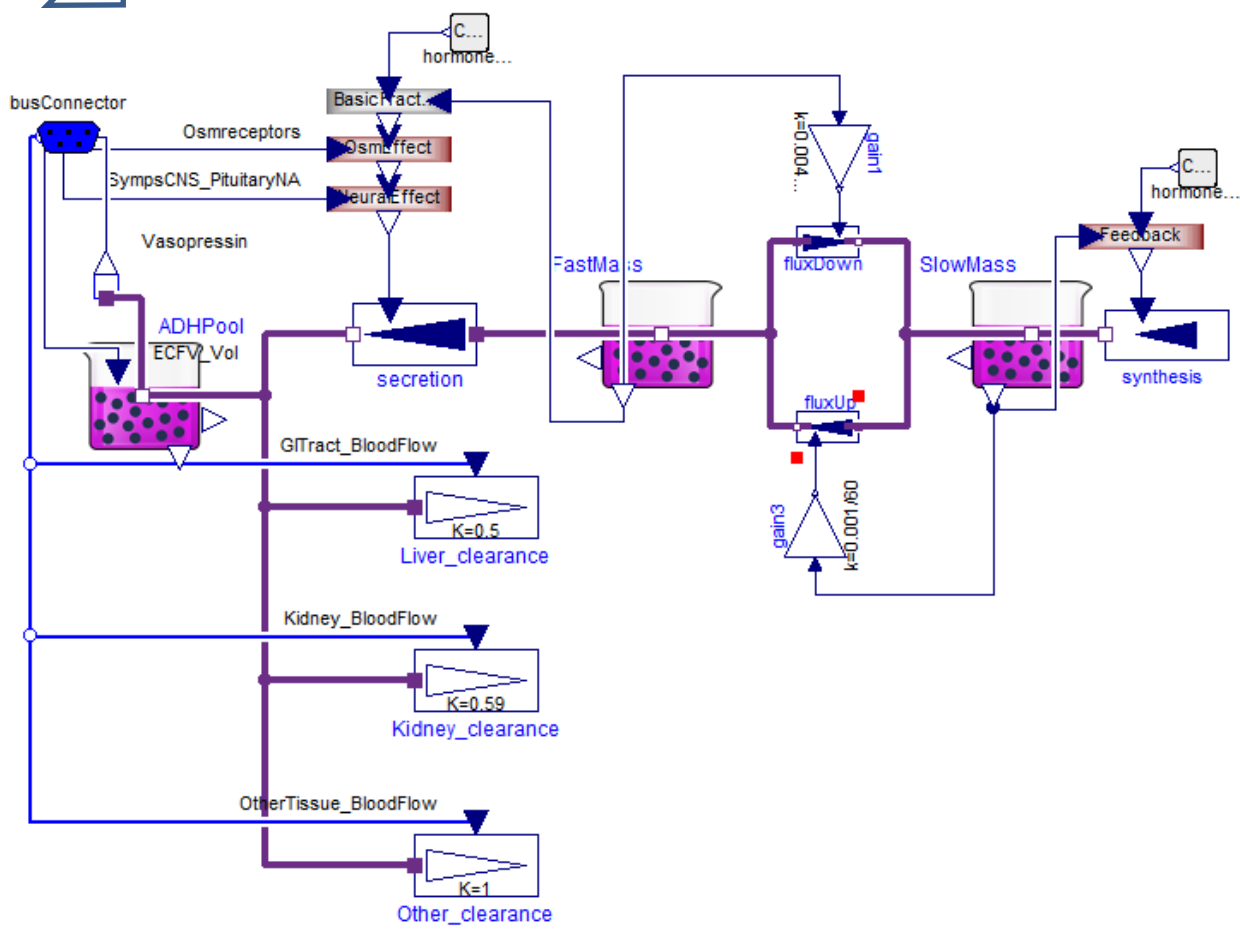 C...
hormone...
busConnector
BasicFract...
Osmreceptors
OsmEffect
SympsCNS_PituitaryNA
NeuralEffect
Vasopressin
k=0.004...
gain1
C...
hormone...
Feedback
FastMass
fluxDown
SlowMass
ADHPool
ECFV_Vol
secretion
synthesis
fluxUp
GITract_BloodFlow
K=0.5
Liver_clearance
gain3
k=0.001/60
Kidney_BloodFlow
K=0.59
Kidney_clearance
OtherTissue_BloodFlow
K=1
Other_clearance